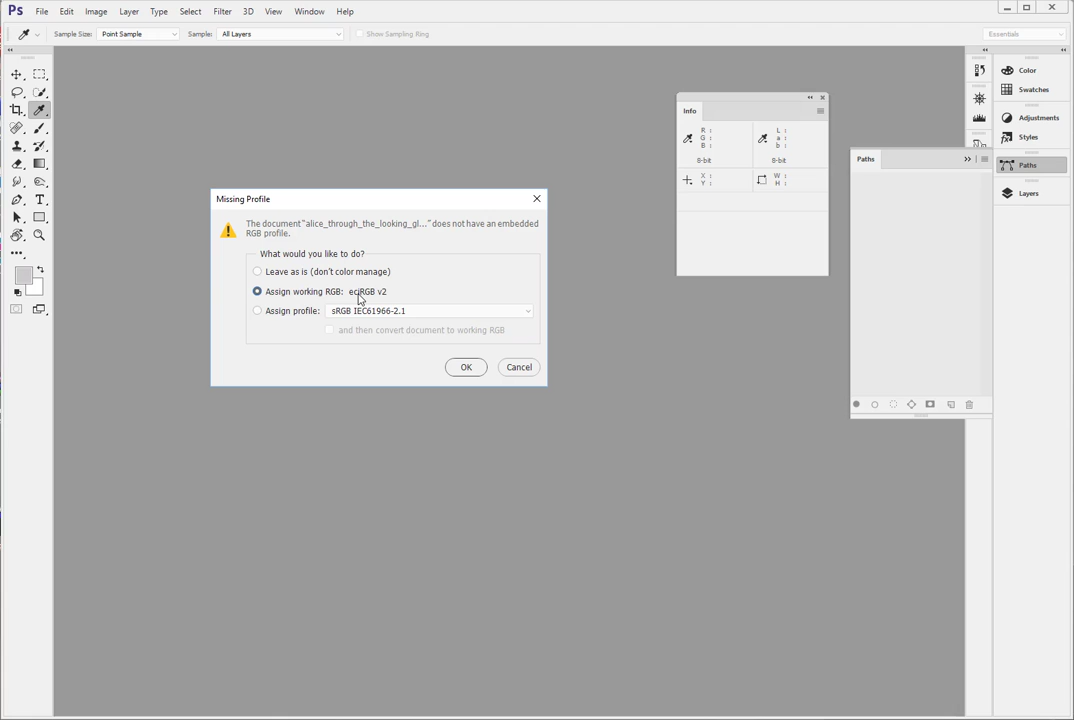 Ps File Edit Image Layer Type Select Filter 3D View Window Help
Sample Size: Point Sample Sample: All Layers Show Sampling Ring Essentials
Color
Swatches
Adjustments
Styles
Paths
Layers
Info
R :
G :
B :
8-bit
L :
a :
b :
8-bit
X :
Y :
W :
H :
Paths
Missing Profile
The document "alice_through_the_looking_gl..." does not have an embedded
RGB profile.
What would you like to do?
Leave as is (don't color manage)
Assign working RGB: eciRGB v2
Assign profile: sRGB IEC61966-2.1
and then convert document to working RGB
OK Cancel